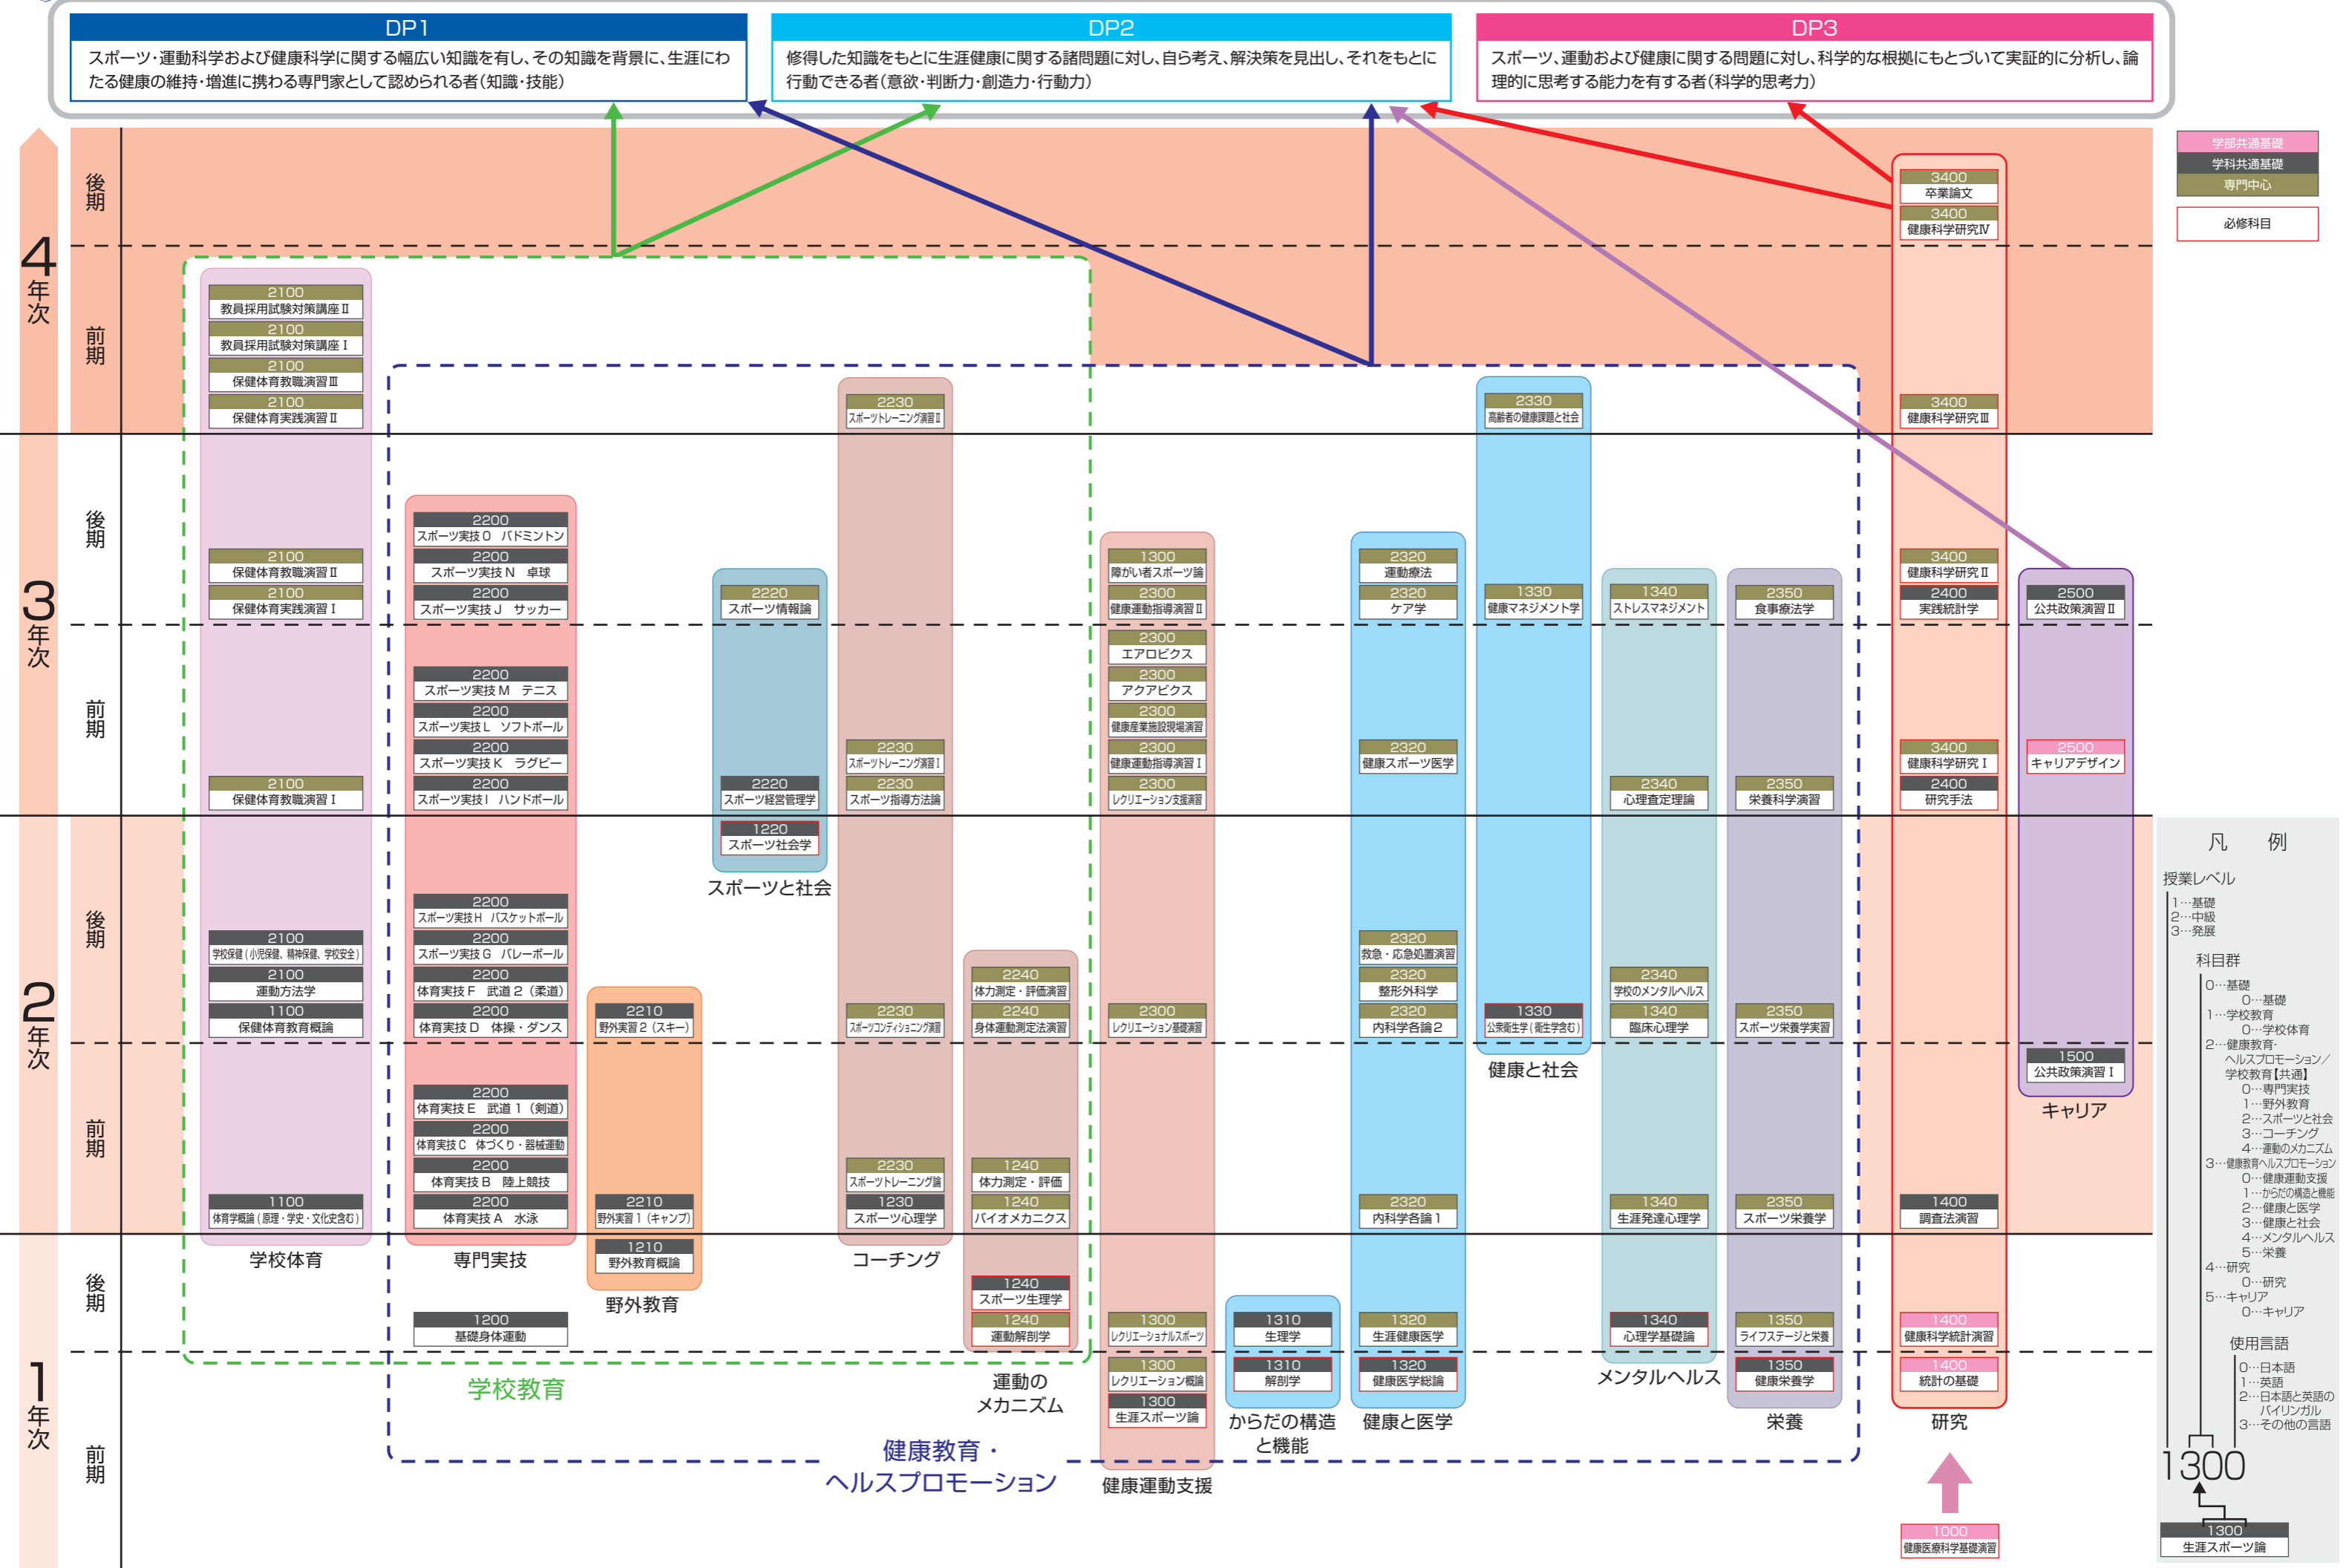 DP1
スポーツ・運動科学および健康科学に関する幅広い知識を有し、その知識を背景に、生涯にわ
たる健康の維持・増進に携わる専門家として認められる者（知識・技能）
DP2
修得した知識をもとに生涯健康に関する諸問題に対し、自ら考え、解決策を見出し、それをもとに
行動できる者（意欲・判断力・創造力・行動力）
DP3
スポーツ、運動および健康に関する問題に対し、科学的な根拠にもとづいて実証的に分析し、論
理的に思考する能力を有する者（科学的思考力）
学部共通基礎
学科共通基礎
専門中心
必修科目
4年次
後期
前期
3年次
後期
前期
2年次
後期
前期
1年次
後期
前期
2100
教員採用試験対策講座Ⅱ
2100
教員採用試験対策講座Ⅰ
2100
保健体育教職演習Ⅲ
2100
保健体育実践演習Ⅱ
2100
保健体育教職演習Ⅱ
2100
保健体育実践演習Ⅰ
2100
保健体育教職演習Ⅰ
2100
学校保健（小児保健、精神保健、学校安全）
2100
運動方法学
1100
保健体育教育概論
1100
体育学概論（原理・学史・文化史含む）
学校体育
2200
スポーツ実技O　バドミントン
2200
スポーツ実技N　卓球
2200
スポーツ実技J　サッカー
2200
スポーツ実技M　テニス
2200
スポーツ実技L　ソフトボール
2200
スポーツ実技K　ラグビー
2200
スポーツ実技I　ハンドボール
2200
スポーツ実技H　バスケットボール
2200
スポーツ実技G　バレーボール
2200
体育実技F　武道2（柔道）
2200
体育実技D　体操・ダンス
2200
体育実技E　武道1（剣道）
2200
体育実技C　体づくり・器械運動
2200
体育実技B　陸上競技
2200
体育実技A　水泳
専門実技
1200
基礎身体運動
2210
野外実習2（スキー）
2210
野外実習1（キャンプ）
1210
野外教育概論
野外教育
2220
スポーツ情報論
2220
スポーツ経営管理学
1220
スポーツ社会学
スポーツと社会
2230
スポーツトレーニング演習Ⅱ
2230
スポーツトレーニング演習Ⅰ
2230
スポーツ指導方法論
2230
スポーツコンディショニング演習
2230
スポーツトレーニング論
1230
スポーツ心理学
コーチング
2240
体力測定・評価演習
2240
身体運動測定法演習
1240
体力測定・評価
1240
バイオメカニクス
1240
スポーツ生理学
1240
運動解剖学
運動の
メカニズム
学校教育
1300
障がい者スポーツ論
2300
健康運動指導演習Ⅱ
2300
エアロビクス
2300
アクアビクス
2300
健康産業施設現場演習
2300
健康運動指導演習Ⅰ
2300
レクリエーション支援演習
2300
レクリエーション基礎演習
1300
レクリエーショナルスポーツ
1300
レクリエーション概論
1300
生涯スポーツ論
健康運動支援
1310
生理学
1310
解剖学
からだの構造
と機能
2320
運動療法
2320
ケア学
2320
健康スポーツ医学
2320
救急・応急処置演習
2320
整形外科学
2320
内科学各論2
2320
内科学各論1
1320
生涯健康医学
1320
健康医学総論
健康と医学
2330
高齢者の健康課題と社会
1330
健康マネジメント学
1330
公衆衛生学（衛生学含む）
健康と社会
1340
ストレスマネジメント
2340
心理査定理論
2340
学校のメンタルヘルス
1340
臨床心理学
1340
生涯発達心理学
1340
心理学基礎論
メンタルヘルス
2350
食事療法学
2350
栄養科学演習
2350
スポーツ栄養学実習
2350
スポーツ栄養学
1350
ライフステージと栄養
1350
健康栄養学
栄養
健康教育・
ヘルスプロモーション
3400
卒業論文
3400
健康科学研究Ⅳ
3400
健康科学研究Ⅲ
3400
健康科学研究Ⅱ
2400
実践統計学
3400
健康科学研究Ⅰ
2400
研究手法
1400
調査法演習
1400
健康科学統計演習
1400
統計の基礎
研究
1000
健康医療科学基礎演習
2500
公共政策演習Ⅱ
2500
キャリアデザイン
1500
公共政策演習Ⅰ
キャリア
凡　例
授業レベル
1…基礎
2…中級
3…発展
科目群
0…基礎
0…基礎
1…学校教育
0…学校体育
2…健康教育・
ヘルスプロモーション／
学校教育【共通】
0…専門実技
1…野外教育
2…スポーツと社会
3…コーチング
4…運動のメカニズム
3…健康教育ヘルスプロモーション
0…健康運動支援
1…からだの構造と機能
2…健康と医学
3…健康と社会
4…メンタルヘルス
5…栄養
4…研究
0…研究
5…キャリア
0…キャリア
使用言語
0…日本語
1…英語
2…日本語と英語の
バイリンガル
3…その他の言語
1300
1300
生涯スポーツ論